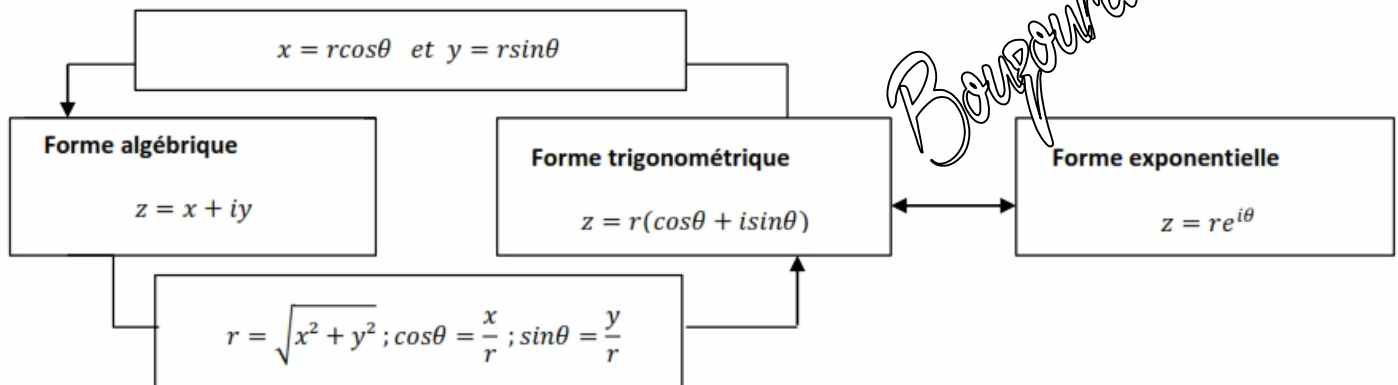 x = rcosθ et y = rsinθ
Forme algébrique
z = x + iy
Forme trigonométrique
z = r(cosθ + isinθ)
Forme exponentielle
z = re^{iθ}
r = √(x² + y²) ; cosθ = x/r ; sinθ = y/r